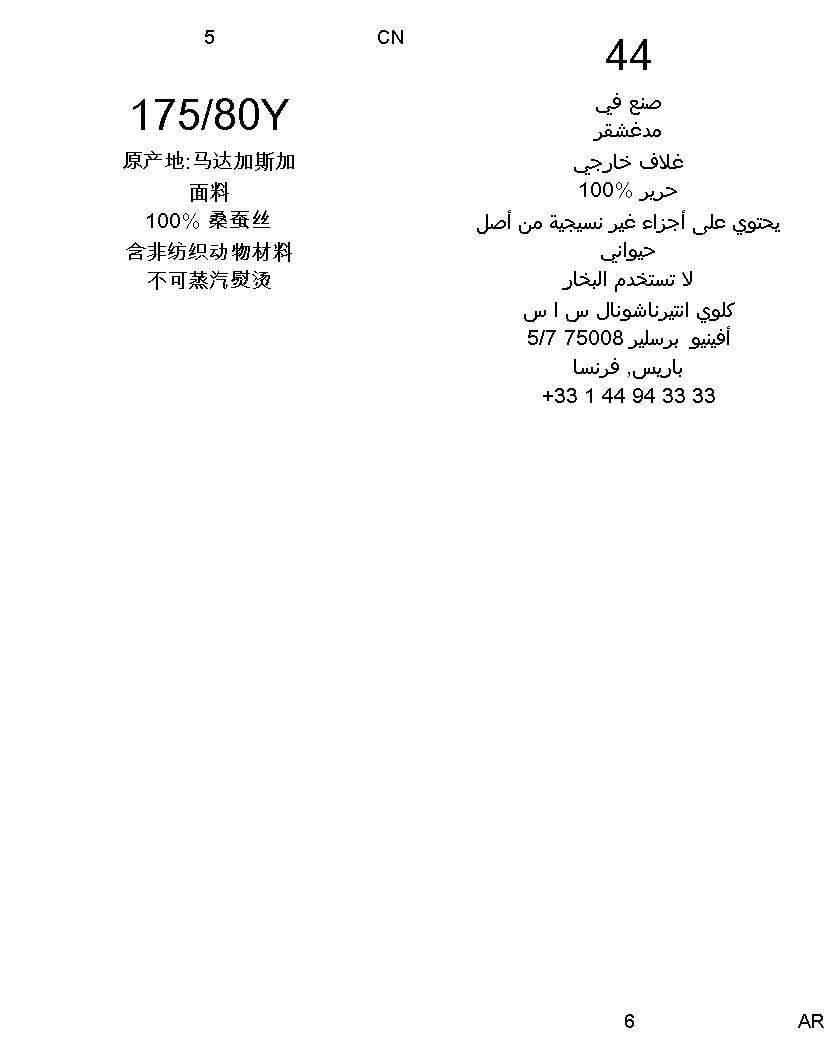 5
CN
175/80Y
原产地:马达加斯加
面料
100% 桑蚕丝
含非纺织动物材料
不可蒸汽熨烫
44
صنع في
مدغشقر
غلاف خارجي
حرير %100
يحتوي على أجزاء غير نسيجية من أصل
حيواني
لا تستخدم البخار
كلوي انتيرناشونال س ا س
أفينيو برسلير 75008 5/7
باريس, فرنسا
+33 1 44 94 33 33
6
AR